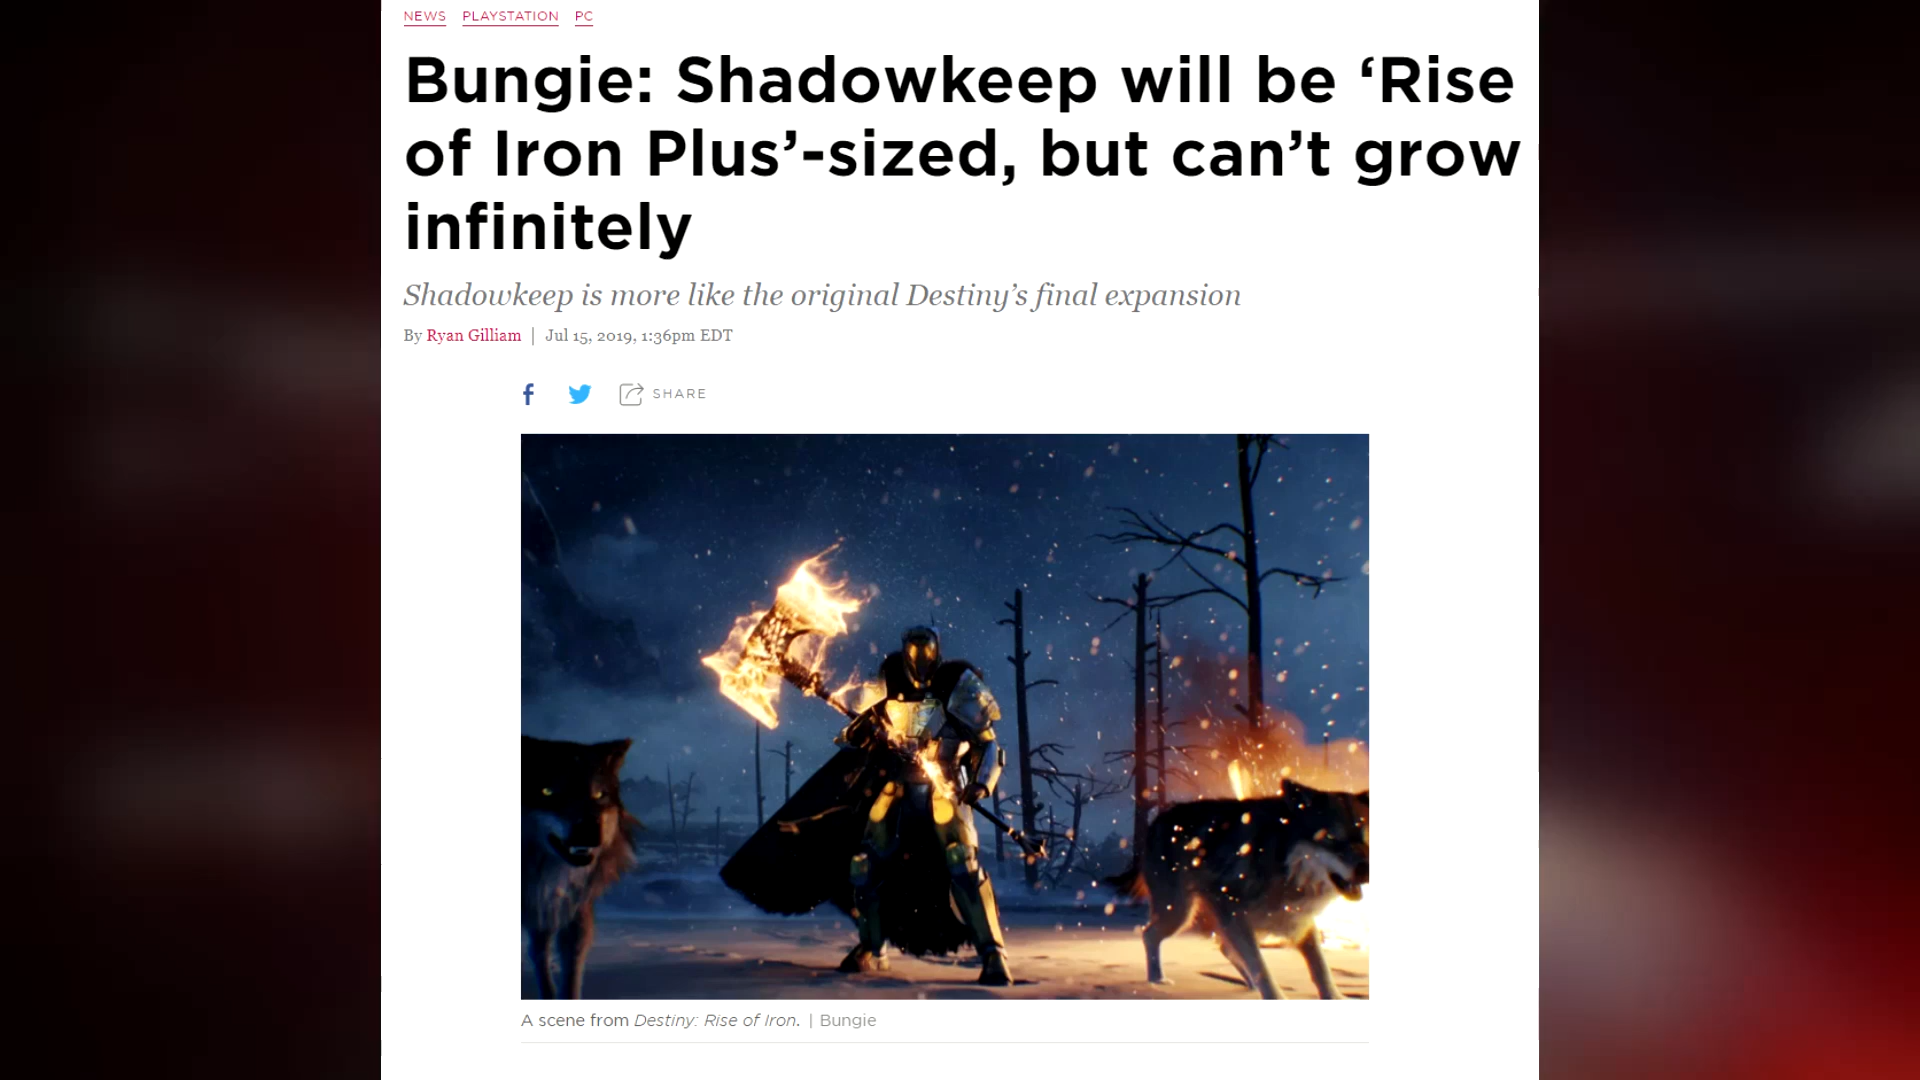 NEWS PLAYSTATION PC
Bungie: Shadowkeep will be ‘Rise
of Iron Plus’-sized, but can’t grow
infinitely
Shadowkeep is more like the original Destiny’s final expansion
By Ryan Gilliam | Jul 15, 2019, 1:36pm EDT
SHARE
A scene from Destiny: Rise of Iron. | Bungie